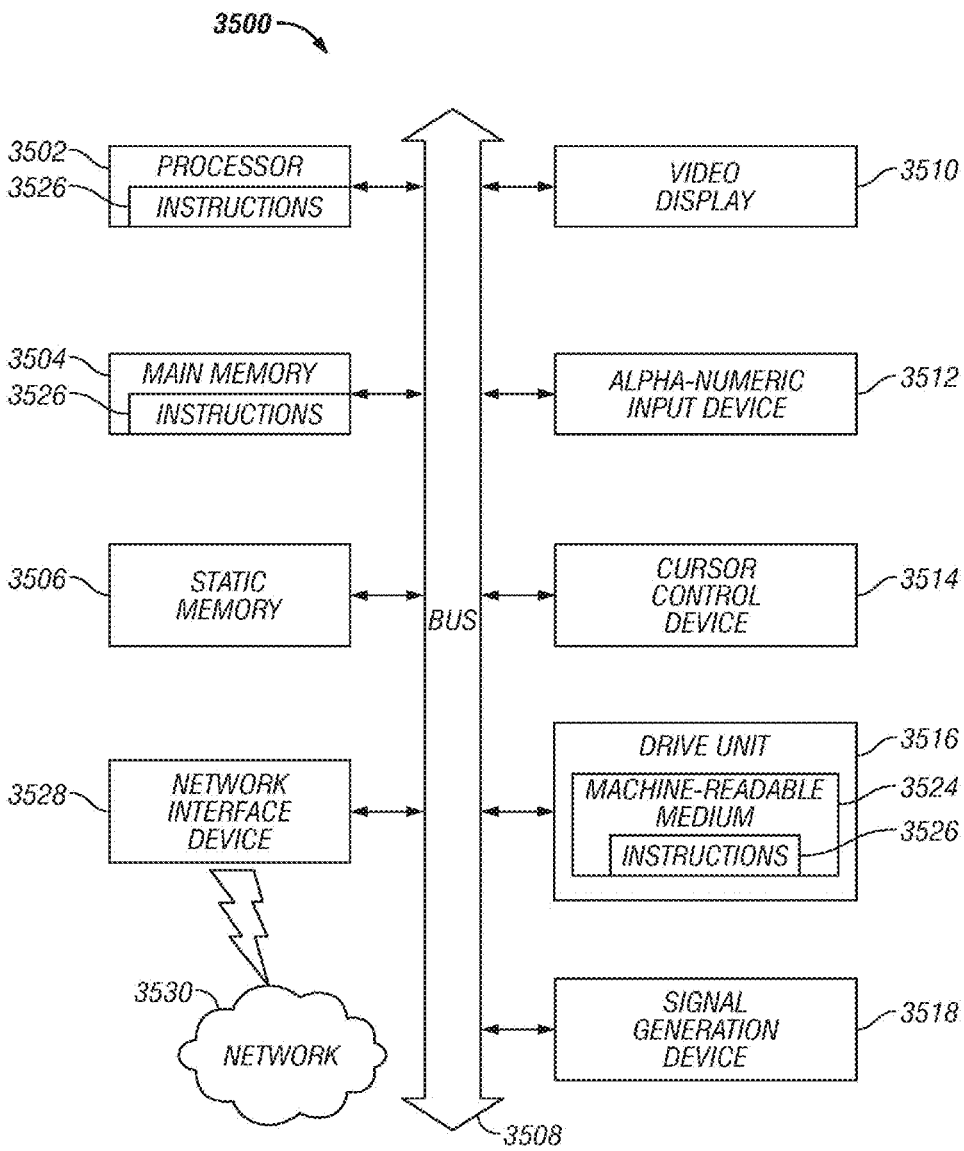 3500
3502
PROCESSOR
3526
INSTRUCTIONS
3504
MAIN MEMORY
3526
INSTRUCTIONS
3506
STATIC
MEMORY
3528
NETWORK
INTERFACE
DEVICE
3530
NETWORK
BUS
3508
VIDEO
DISPLAY
3510
ALPHA-NUMERIC
INPUT DEVICE
3512
CURSOR
CONTROL
DEVICE
3514
DRIVE UNIT
3516
MACHINE-READABLE
MEDIUM
3524
INSTRUCTIONS
3526
SIGNAL
GENERATION
DEVICE
3518